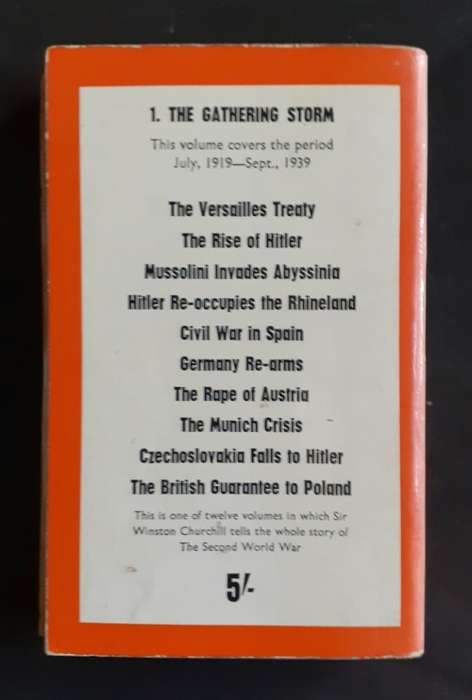 1. THE GATHERING STORM
This volume covers the period
July, 1919—Sept., 1939
The Versailles Treaty
The Rise of Hitler
Mussolini Invades Abyssinia
Hitler Re-occupies the Rhineland
Civil War in Spain
Germany Re-arms
The Rape of Austria
The Munich Crisis
Czechoslovakia Falls to Hitler
The British Guarantee to Poland
This is one of twelve volumes in which Sir
Winston Churchill tells the whole story of
The Second World War
5/-